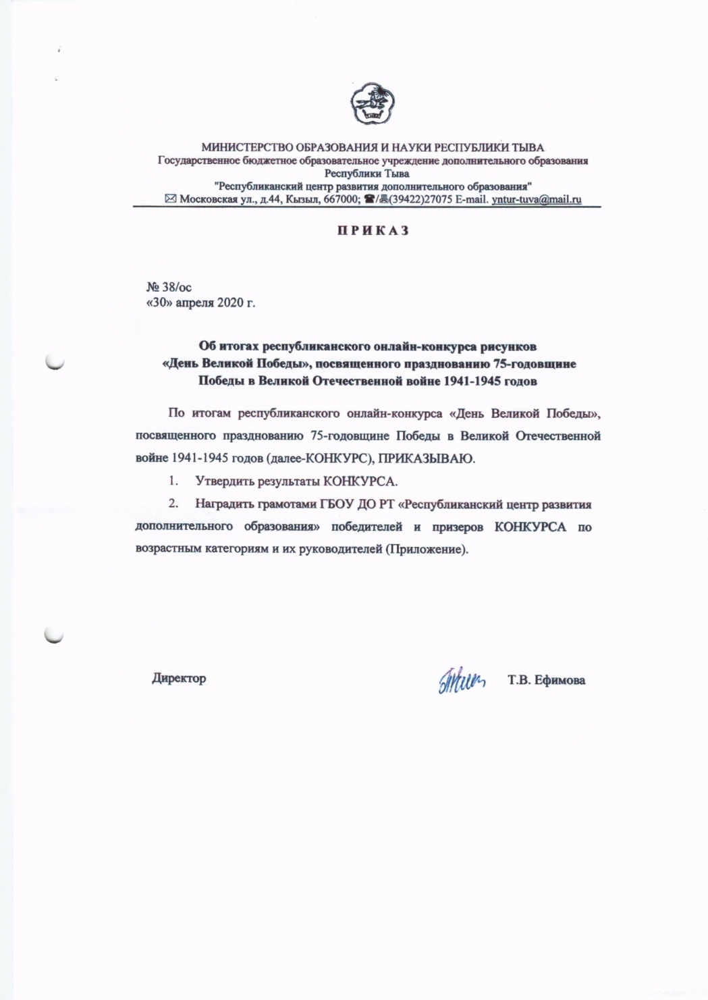 МИНИСТЕРСТВО ОБРАЗОВАНИЯ И НАУКИ РЕСПУБЛИКИ ТЫВА
Государственное бюджетное образовательное учреждение дополнительного образования
Республики Тыва
"Республиканский центр развития дополнительного образования"
🖂 Московская ул., д.44, Кызыл, 667000; ☎/🖷(39422)27075 E-mail. yntur-tuva@mail.ru
П Р И К А З
№ 38/ос
«30» апреля 2020 г.
Об итогах республиканского онлайн-конкурса рисунков
«День Великой Победы», посвященного празднованию 75-годовщине
Победы в Великой Отечественной войне 1941-1945 годов
По итогам республиканского онлайн-конкурса «День Великой Победы»,
посвященного празднованию 75-годовщине Победы в Великой Отечественной
войне 1941-1945 годов (далее-КОНКУРС), ПРИКАЗЫВАЮ.
1. Утвердить результаты КОНКУРСА.
2. Наградить грамотами ГБОУ ДО РТ «Республиканский центр развития
дополнительного образования» победителей и призеров КОНКУРСА по
возрастным категориям и их руководителей (Приложение).
Директор Т.В. Ефимова